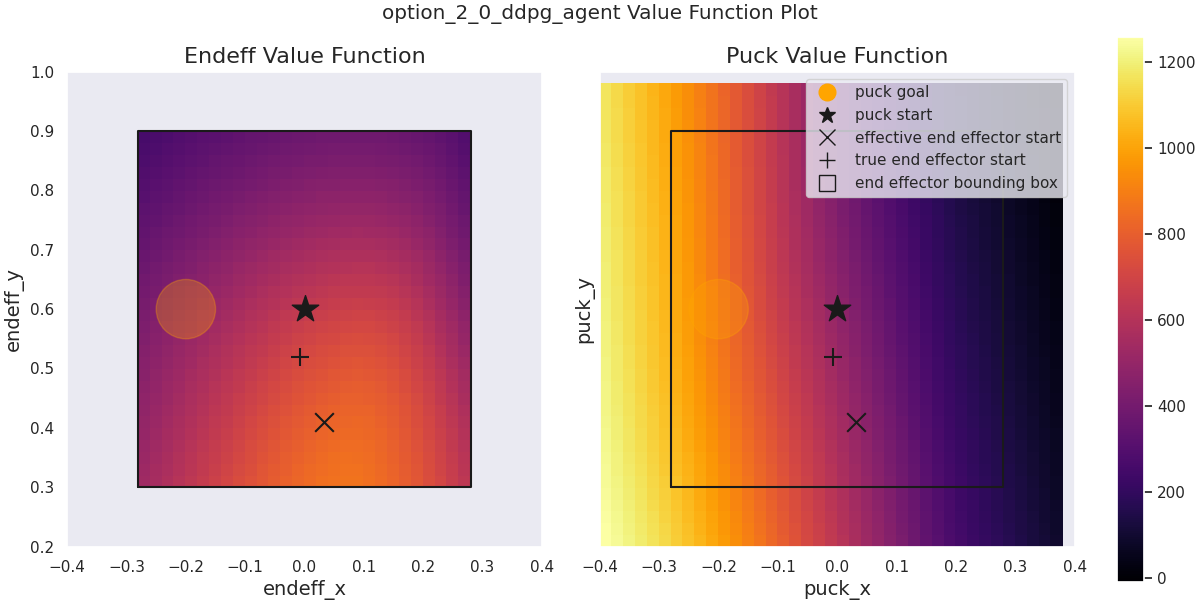 option_2_0_ddpg_agent Value Function Plot
Endeff Value Function
1.0
0.9
0.8
0.7
0.6
0.5
0.4
0.3
0.2
endeff_y
−0.4 −0.3 −0.2 −0.1 0.0 0.1 0.2 0.3 0.4
endeff_x
Puck Value Function
puck goal
puck start
effective end effector start
true end effector start
end effector bounding box
puck_y
−0.4 −0.3 −0.2 −0.1 0.0 0.1 0.2 0.3 0.4
puck_x
1200
1000
800
600
400
200
0